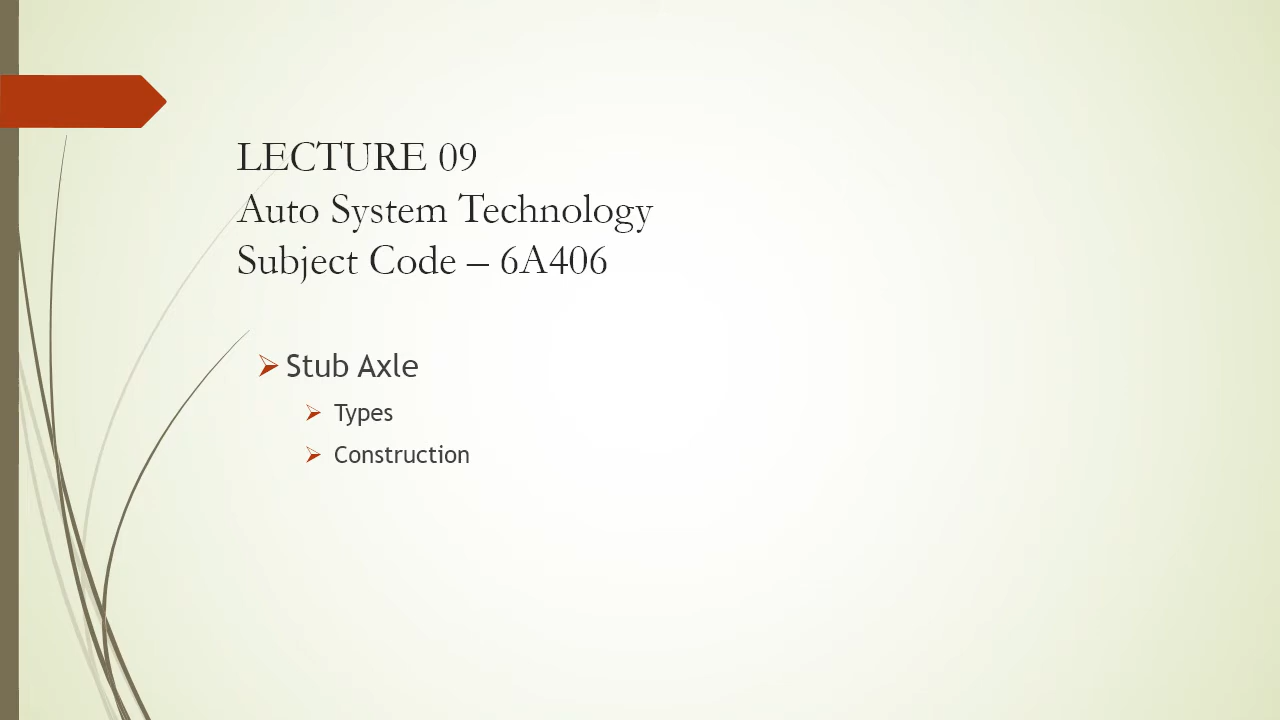 LECTURE 09
Auto System Technology
Subject Code – 6A406
Stub Axle
Types
Construction